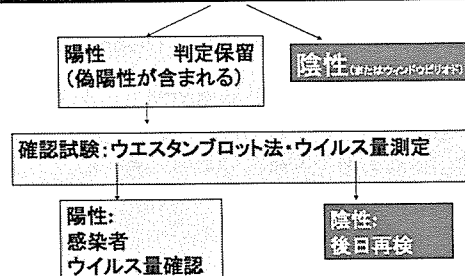 陽性　　　判定保留
(偽陽性が含まれる)
陰性(またはウィンドウピリオド)
確認試験:ウエスタンブロット法・ウイルス量測定
陽性:
感染者
ウイルス量確認
陰性:
後日再検